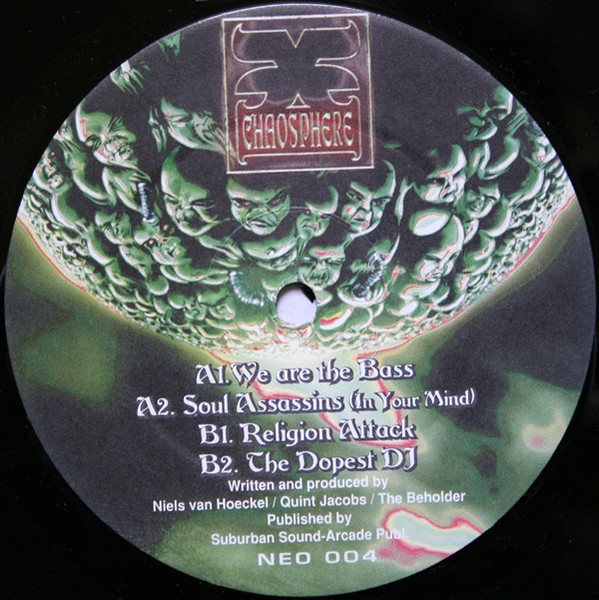 CHAOSPHERE
A1. We are the Bass
A2. Soul Assassins (In Your Mind)
B1. Religion Attack
B2. The Dopest DJ
Written and produced by
Niels van Hoeckel / Quint Jacobs / The Beholder
Published by
Suburban Sound-Arcade Publ.
NEO 004